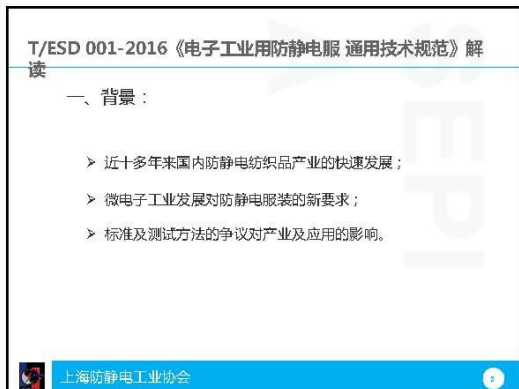 T/ESD 001-2016《电子工业用防静电服 通用技术规范》解
读
一、背景：
➢ 近十多年来国内防静电纺织品产业的快速发展；
➢ 微电子工业发展对防静电服装的新要求；
➢ 标准及测试方法的争议对产业及应用的影响。
SEPIA
上海防静电工业协会